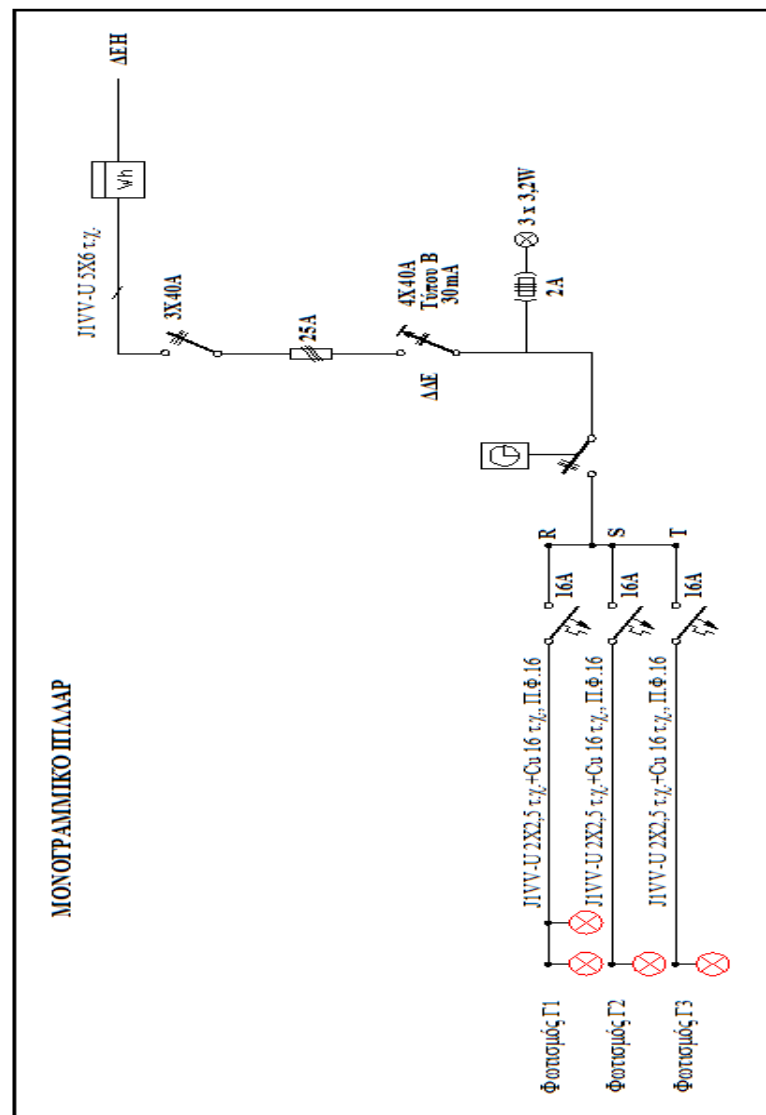 ΜΟΝΟΓΡΑΜΜΙΚΟ ΠΙΛΛΑΡ
ΔΕΗ
Wh
J1VV-U 5X6 τ.χ.
3X40A
25A
4X40A
Τύπου B
30mA
ΔΔΕ
2A
3 x 3,2W
R
S
T
16A
16A
16A
J1VV-U 2X2,5 τ.χ.+Cu 16 τ.χ., Π.Φ.16
J1VV-U 2X2,5 τ.χ.+Cu 16 τ.χ., Π.Φ.16
J1VV-U 2X2,5 τ.χ.+Cu 16 τ.χ., Π.Φ.16
Φωτισμός Γ1
Φωτισμός Γ2
Φωτισμός Γ3